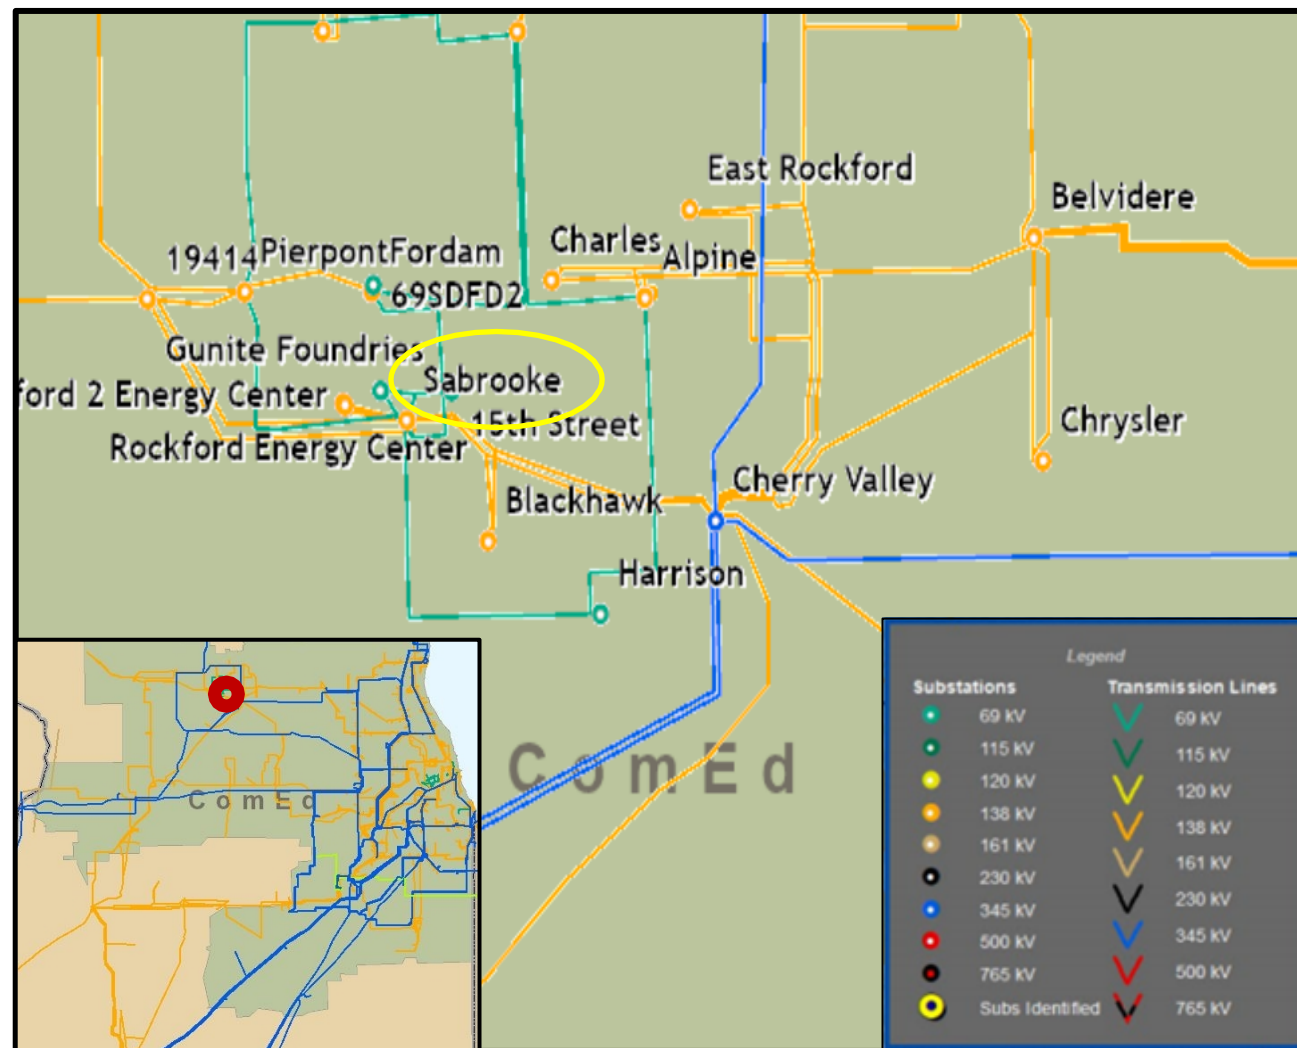 East Rockford
Belvidere
Charles
Alpine
19414
Pierpont
Fordam
69SDFD2
Gunite Foundries
Sabrooke
ford 2 Energy Center
15th Street
Rockford Energy Center
Chrysler
Cherry Valley
Blackhawk
Harrison
ComEd
ComEd
Legend
Substations Transmission Lines
69 kV 69 kV
115 kV 115 kV
120 kV 120 kV
138 kV 138 kV
161 kV 161 kV
230 kV 230 kV
345 kV 345 kV
500 kV 500 kV
765 kV 765 kV
Subs Identified